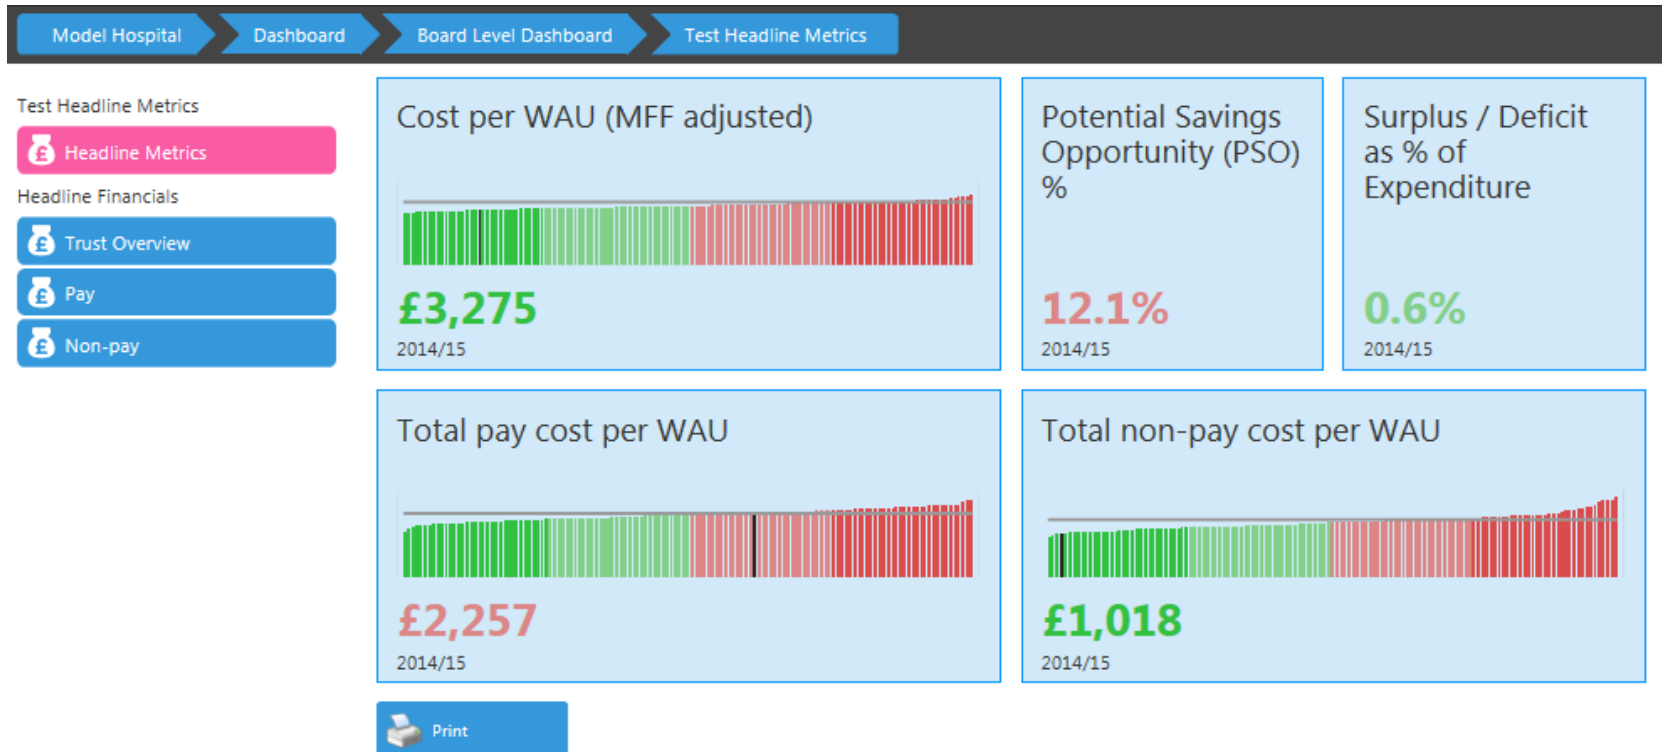 Model Hospital
Dashboard
Board Level Dashboard
Test Headline Metrics
Test Headline Metrics
£ Headline Metrics
Headline Financials
£ Trust Overview
£ Pay
£ Non-pay
Cost per WAU (MFF adjusted)
£3,275
2014/15
Potential Savings
Opportunity (PSO)
%
12.1%
2014/15
Surplus / Deficit
as % of
Expenditure
0.6%
2014/15
Total pay cost per WAU
£2,257
2014/15
Total non-pay cost per WAU
£1,018
2014/15
Print